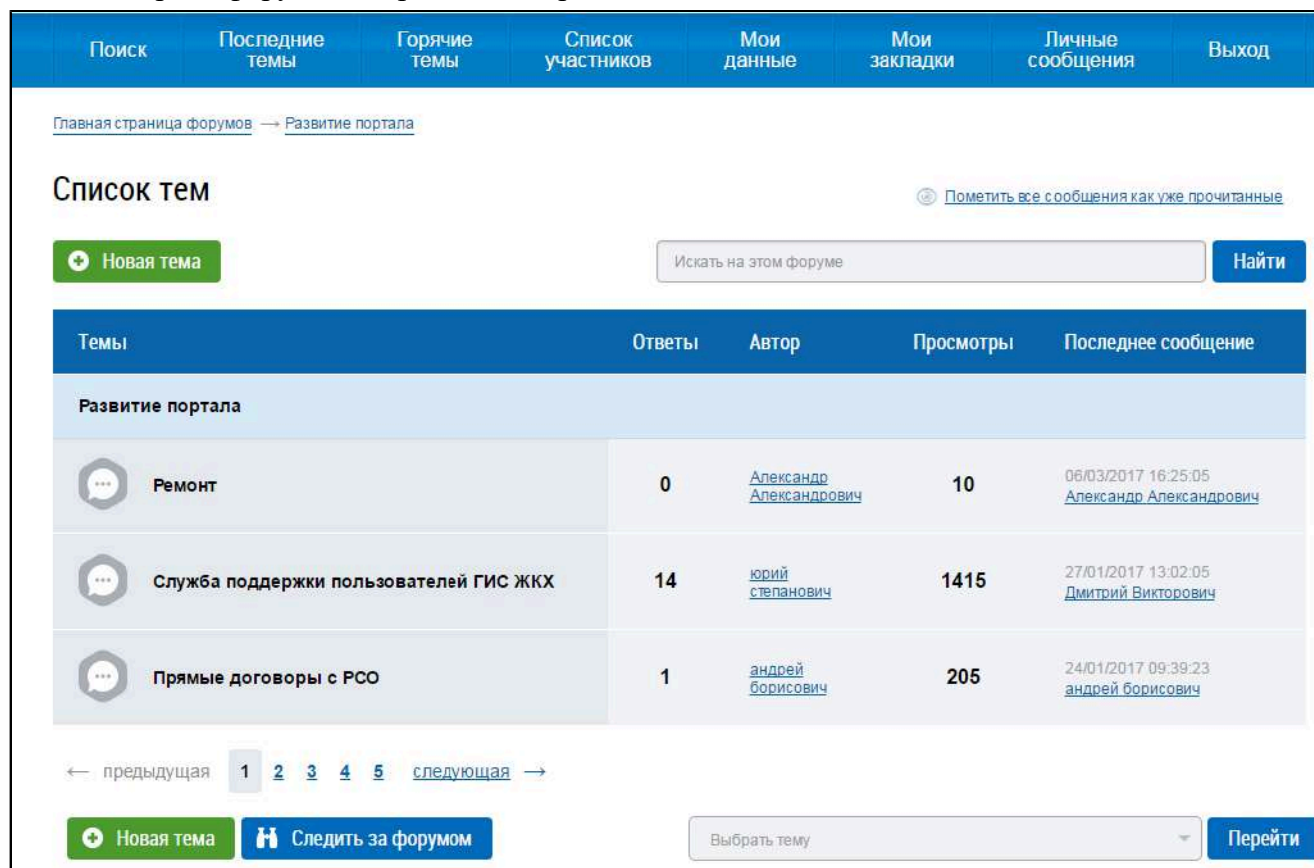 Поиск
Последние темы
Горячие темы
Список участников
Мои данные
Мои закладки
Личные сообщения
Выход
Главная страница форумов → Развитие портала
Список тем
Пометить все сообщения как уже прочитанные
Новая тема
Искать на этом форуме
Найти
Темы Ответы Автор Просмотры Последнее сообщение
Развитие портала
Ремонт 0 Александр Александрович 10 06/03/2017 16:25:05 Александр Александрович
Служба поддержки пользователей ГИС ЖКХ 14 юрий степанович 1415 27/01/2017 13:02:05 Дмитрий Викторович
Прямые договоры с РСО 1 андрей борисович 205 24/01/2017 09:39:23 андрей борисович
← предыдущая 1 2 3 4 5 следующая →
Новая тема
Следить за форумом
Выбрать тему
Перейти